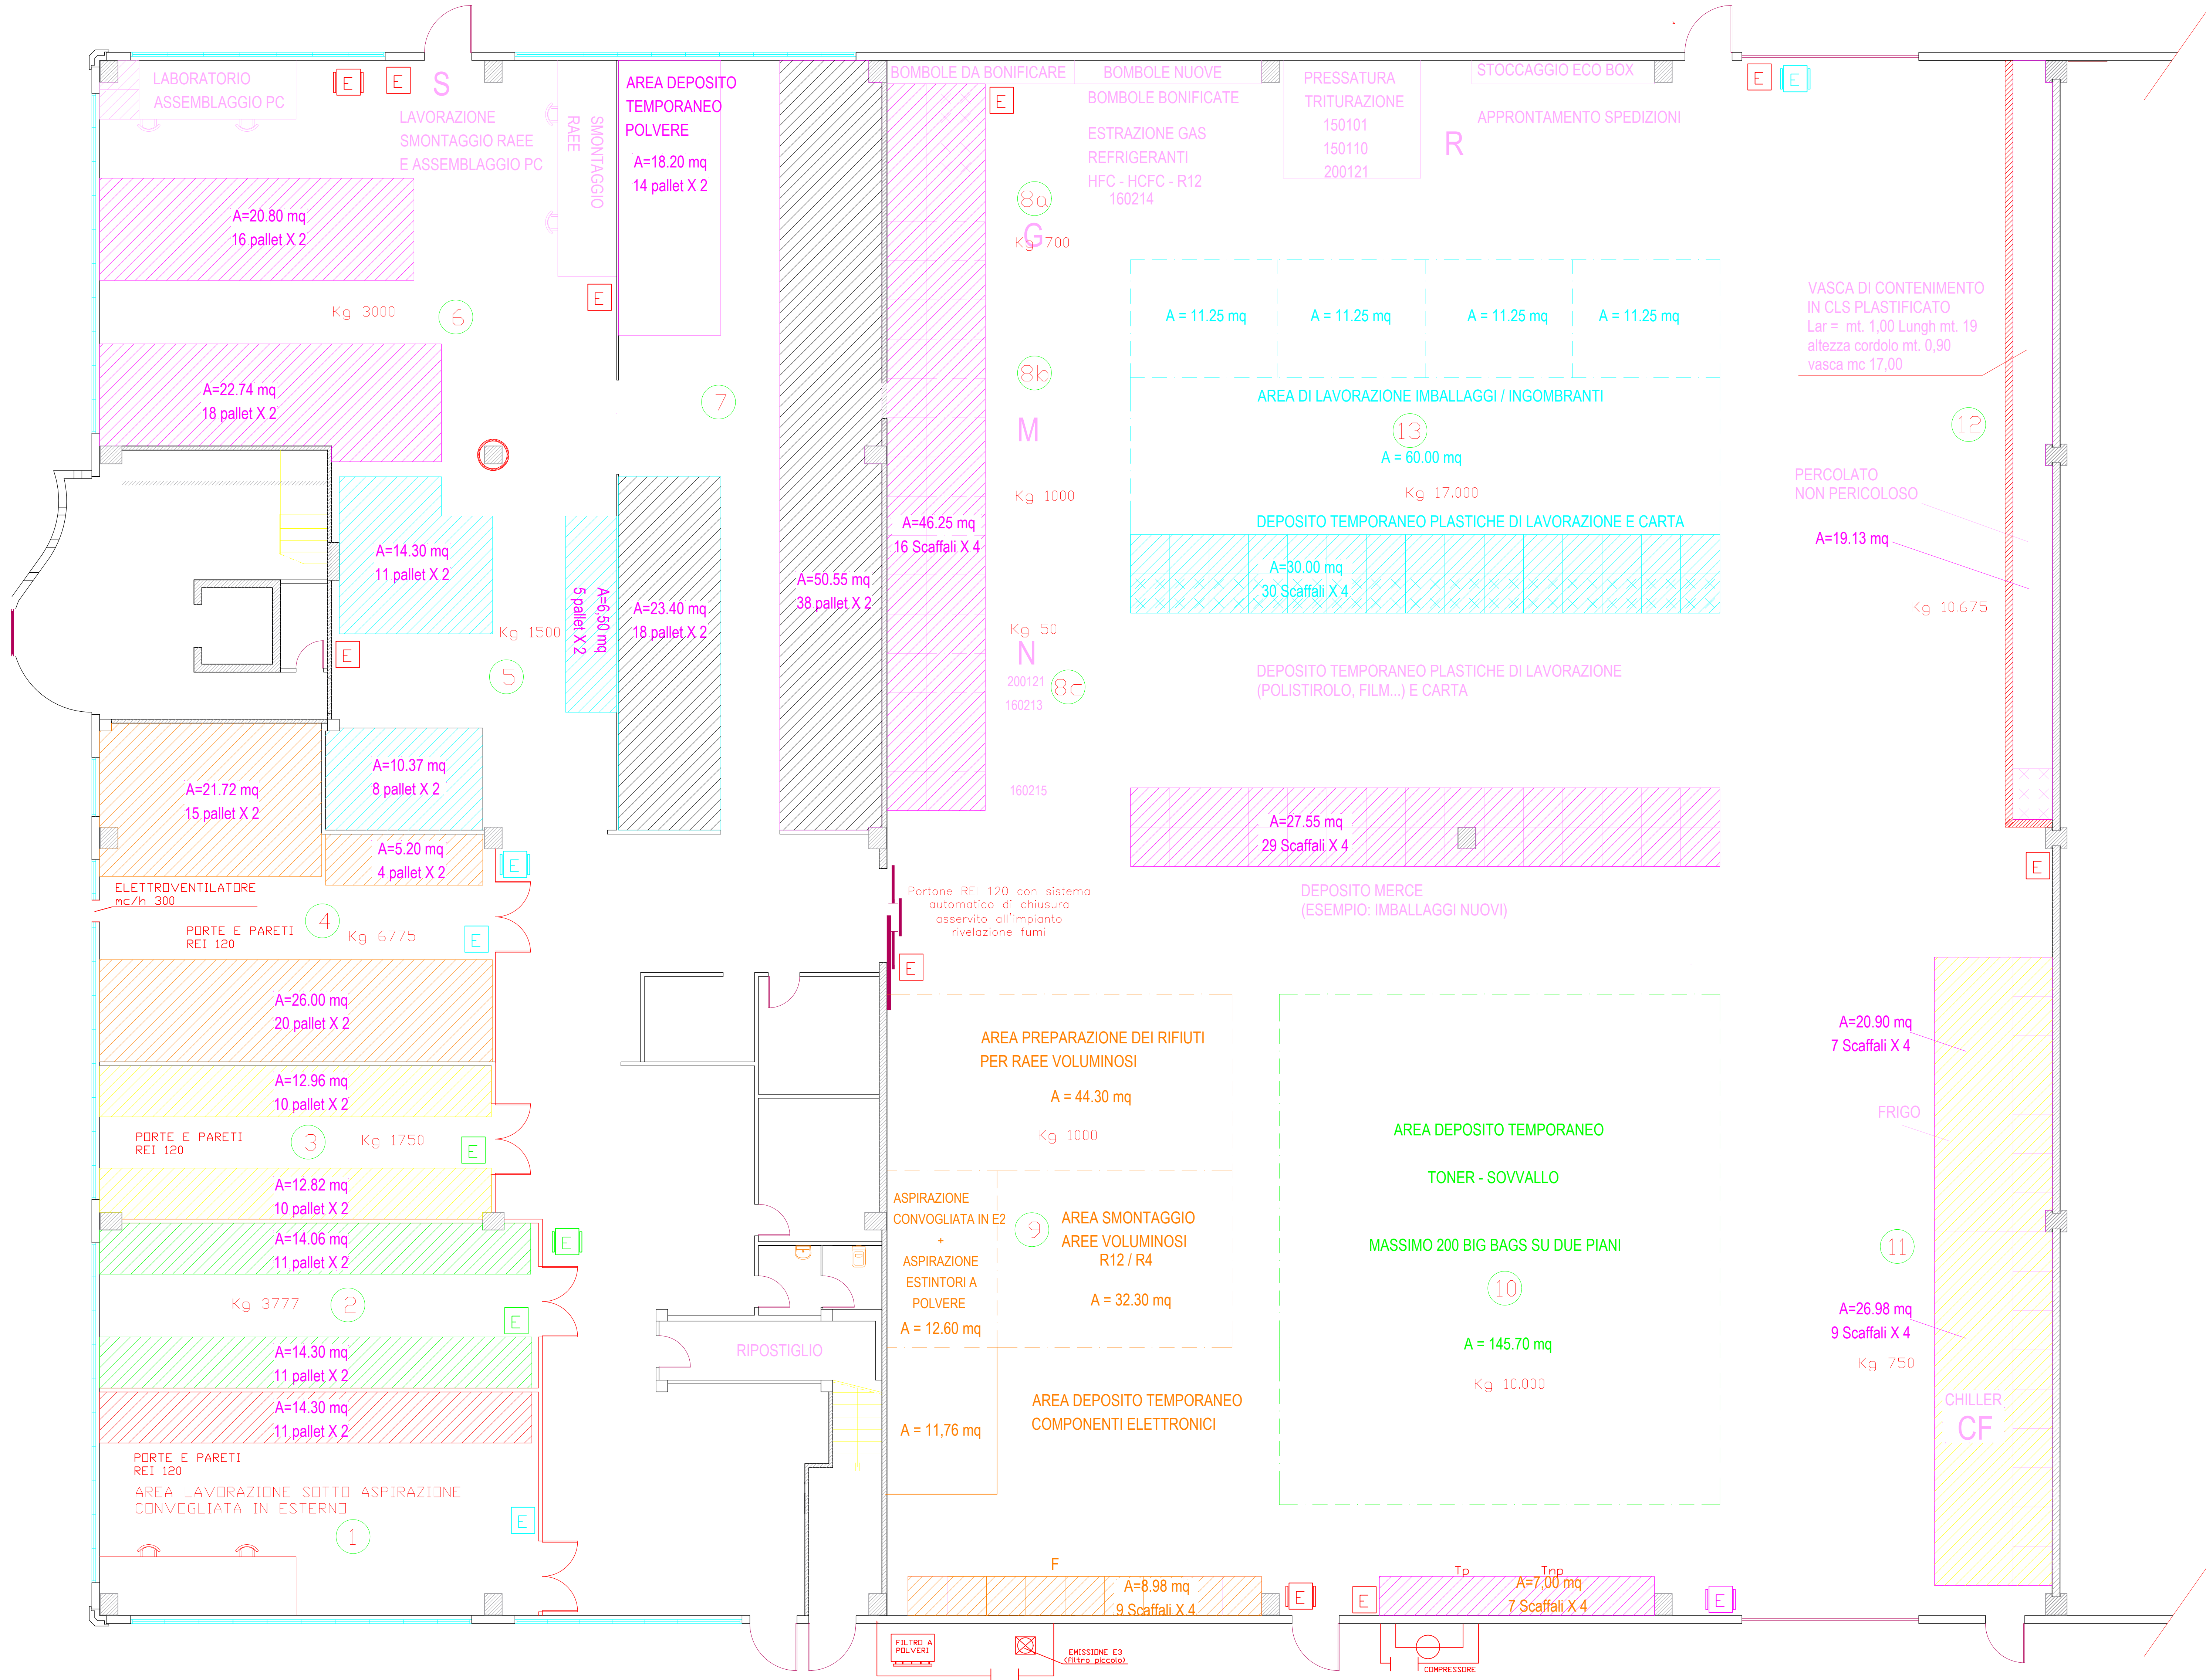 LABORATORIO
ASSEMBLAGGIO PC
E
E
S
LAVORAZIONE
SMONTAGGIO RAEE
E ASSEMBLAGGIO PC
SMONTAGGIO
RAEE
AREA DEPOSITO
TEMPORANEO
POLVERE
A=18.20 mq
14 pallet X 2
A=20.80 mq
16 pallet X 2
Kg 3000
6
E
A=22.74 mq
18 pallet X 2
7
A=14.30 mq
11 pallet X 2
A=6,50 mq
5 pallet X 2
Kg 1500
5
E
A=23.40 mq
18 pallet X 2
A=50.55 mq
38 pallet X 2
A=10.37 mq
8 pallet X 2
A=21.72 mq
15 pallet X 2
A=5.20 mq
4 pallet X 2
E
ELETTROVENTILATORE
mc/h 300
4
PORTE E PARETI
REI 120
Kg 6775
E
A=26.00 mq
20 pallet X 2
A=12.96 mq
10 pallet X 2
PORTE E PARETI
REI 120
3
Kg 1750
E
A=12.82 mq
10 pallet X 2
A=14.06 mq
11 pallet X 2
E
Kg 3777
2
E
A=14.30 mq
11 pallet X 2
A=14.30 mq
11 pallet X 2
PORTE E PARETI
REI 120
AREA LAVORAZIONE SOTTO ASPIRAZIONE
CONVOGLIATA IN ESTERNO
E
1
RIPOSTIGLIO
BOMBOLE DA BONIFICARE
BOMBOLE NUOVE
E
BOMBOLE BONIFICATE
ESTRAZIONE GAS
REFRIGERANTI
HFC - HCFC - R12
160214
PRESSATURA
TRITURAZIONE
150101
150110
200121
R
STOCCAGGIO ECO BOX
APPRONTAMENTO SPEDIZIONI
E
E
8a
G
Kg 700
8b
M
Kg 1000
A=46.25 mq
16 Scaffali X 4
Kg 50
N
200121
8c
160213
160215
A = 11.25 mq
A = 11.25 mq
A = 11.25 mq
A = 11.25 mq
AREA DI LAVORAZIONE IMBALLAGGI / INGOMBRANTI
13
A = 60.00 mq
Kg 17.000
DEPOSITO TEMPORANEO PLASTICHE DI LAVORAZIONE E CARTA
A=30.00 mq
30 Scaffali X 4
DEPOSITO TEMPORANEO PLASTICHE DI LAVORAZIONE
(POLISTIROLO, FILM...) E CARTA
A=27.55 mq
29 Scaffali X 4
DEPOSITO MERCE
(ESEMPIO: IMBALLAGGI NUOVI)
VASCA DI CONTENIMENTO
IN CLS PLASTIFICATO
Lar = mt. 1,00 Lungh mt. 19
altezza cordolo mt. 0,90
vasca mc 17,00
12
PERCOLATO
NON PERICOLOSO
A=19.13 mq
Kg 10.675
E
Portone REI 120 con sistema
automatico di chiusura
asservito all'impianto
rivelazione fumi
E
AREA PREPARAZIONE DEI RIFIUTI
PER RAEE VOLUMINOSI
A = 44.30 mq
Kg 1000
ASPIRAZIONE
CONVOGLIATA IN E2
+
ASPIRAZIONE
ESTINTORI A
POLVERE
A = 12.60 mq
9
AREA SMONTAGGIO
AREE VOLUMINOSI
R12 / R4
A = 32.30 mq
A = 11,76 mq
AREA DEPOSITO TEMPORANEO
COMPONENTI ELETTRONICI
AREA DEPOSITO TEMPORANEO
TONER - SOVVALLO
MASSIMO 200 BIG BAGS SU DUE PIANI
10
A = 145.70 mq
Kg 10.000
A=20.90 mq
7 Scaffali X 4
FRIGO
11
A=26.98 mq
9 Scaffali X 4
Kg 750
CHILLER
CF
F
A=8.98 mq
9 Scaffali X 4
E
E
Tp
Tnp
A=7,00 mq
7 Scaffali X 4
E
FILTRO A
POLVERI
EMISSIONE E3
(filtro piccolo)
COMPRESSORE